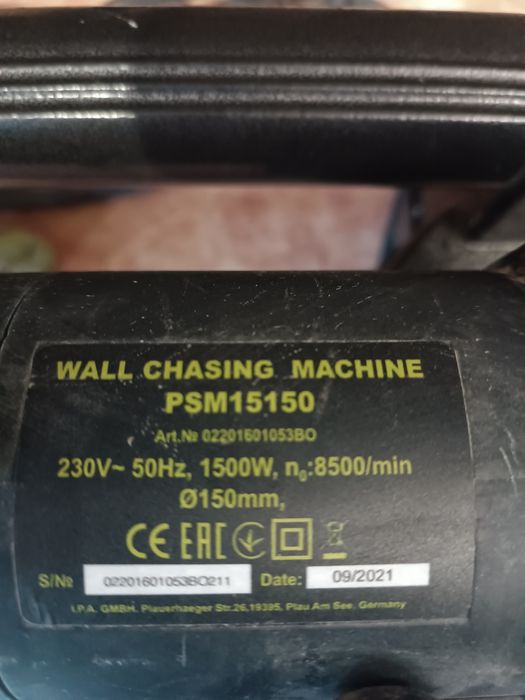 WALL CHASING MACHINE
PSM15150
Art.№ 02201601053BO
230V~ 50Hz, 1500W, n₀:8500/min
Ø150mm,
CE EAC
S/№ 02201601053BO211 Date: 09/2021
I.P.A. GMBH. Plauerhaeger Str.26,19395, Plau Am See, Germany